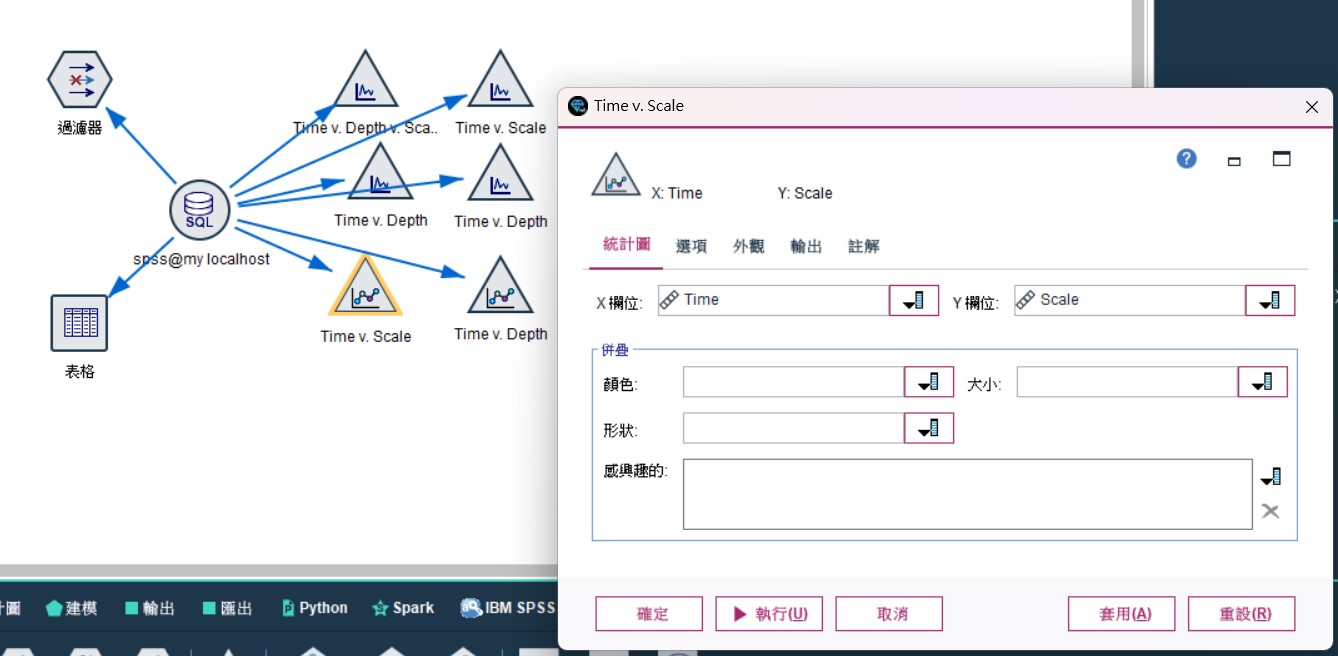 過濾器
Time v. Depth v. Sca..
Time v. Scale
SQL
Time v. Depth
Time v. Depth
spss@my localhost
Time v. Scale
Time v. Depth
表格
Time v. Scale
X: Time
Y: Scale
統計圖
選項
外觀
輸出
註解
X 欄位:
Time
Y 欄位:
Scale
併疊
顏色:
大小:
形狀:
感興趣的:
確定
執行(U)
取消
套用(A)
重設(R)
計圖
建模
輸出
匯出
Python
Spark
IBM SPSS